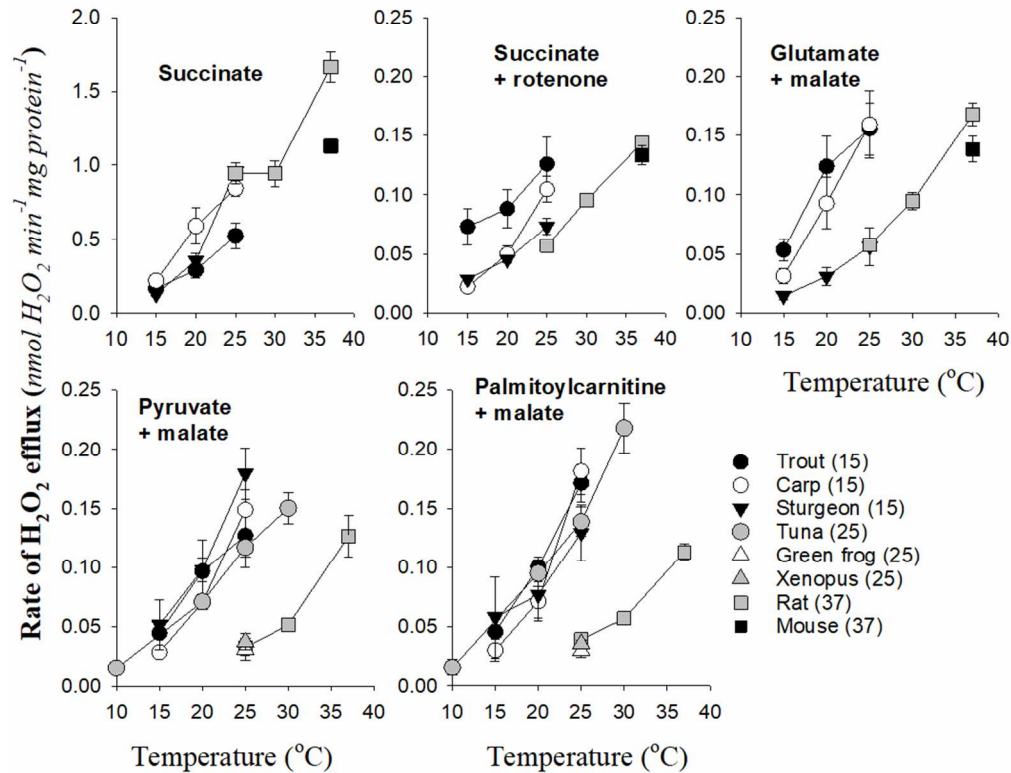 Rate of H₂O₂ efflux (nmol H₂O₂ min⁻¹ mg protein⁻¹)
Succinate
2.0
1.5
1.0
0.5
0.0
10 15 20 25 30 35 40
Succinate
+ rotenone
0.25
0.20
0.15
0.10
0.05
0.00
10 15 20 25 30 35 40
Glutamate
+ malate
0.25
0.20
0.15
0.10
0.05
0.00
10 15 20 25 30 35 40
Temperature (°C)
Pyruvate
+ malate
0.25
0.20
0.15
0.10
0.05
0.00
10 15 20 25 30 35 40
Temperature (°C)
Palmitoylcarnitine
+ malate
0.25
0.20
0.15
0.10
0.05
0.00
10 15 20 25 30 35 40
Temperature (°C)
Trout (15)
Carp (15)
Sturgeon (15)
Tuna (25)
Green frog (25)
Xenopus (25)
Rat (37)
Mouse (37)